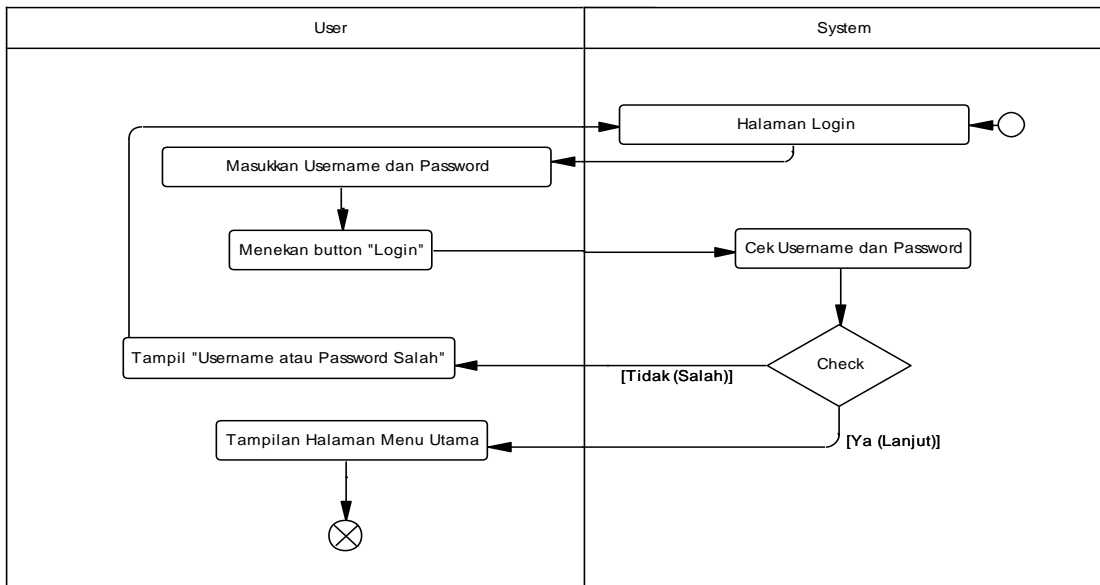 User
System
Halaman Login
Masukkan Username dan Password
Menekan button "Login"
Cek Username dan Password
Check
Tampil "Username atau Password Salah"
[Tidak (Salah)]
Tampilan Halaman Menu Utama
[Ya (Lanjut)]